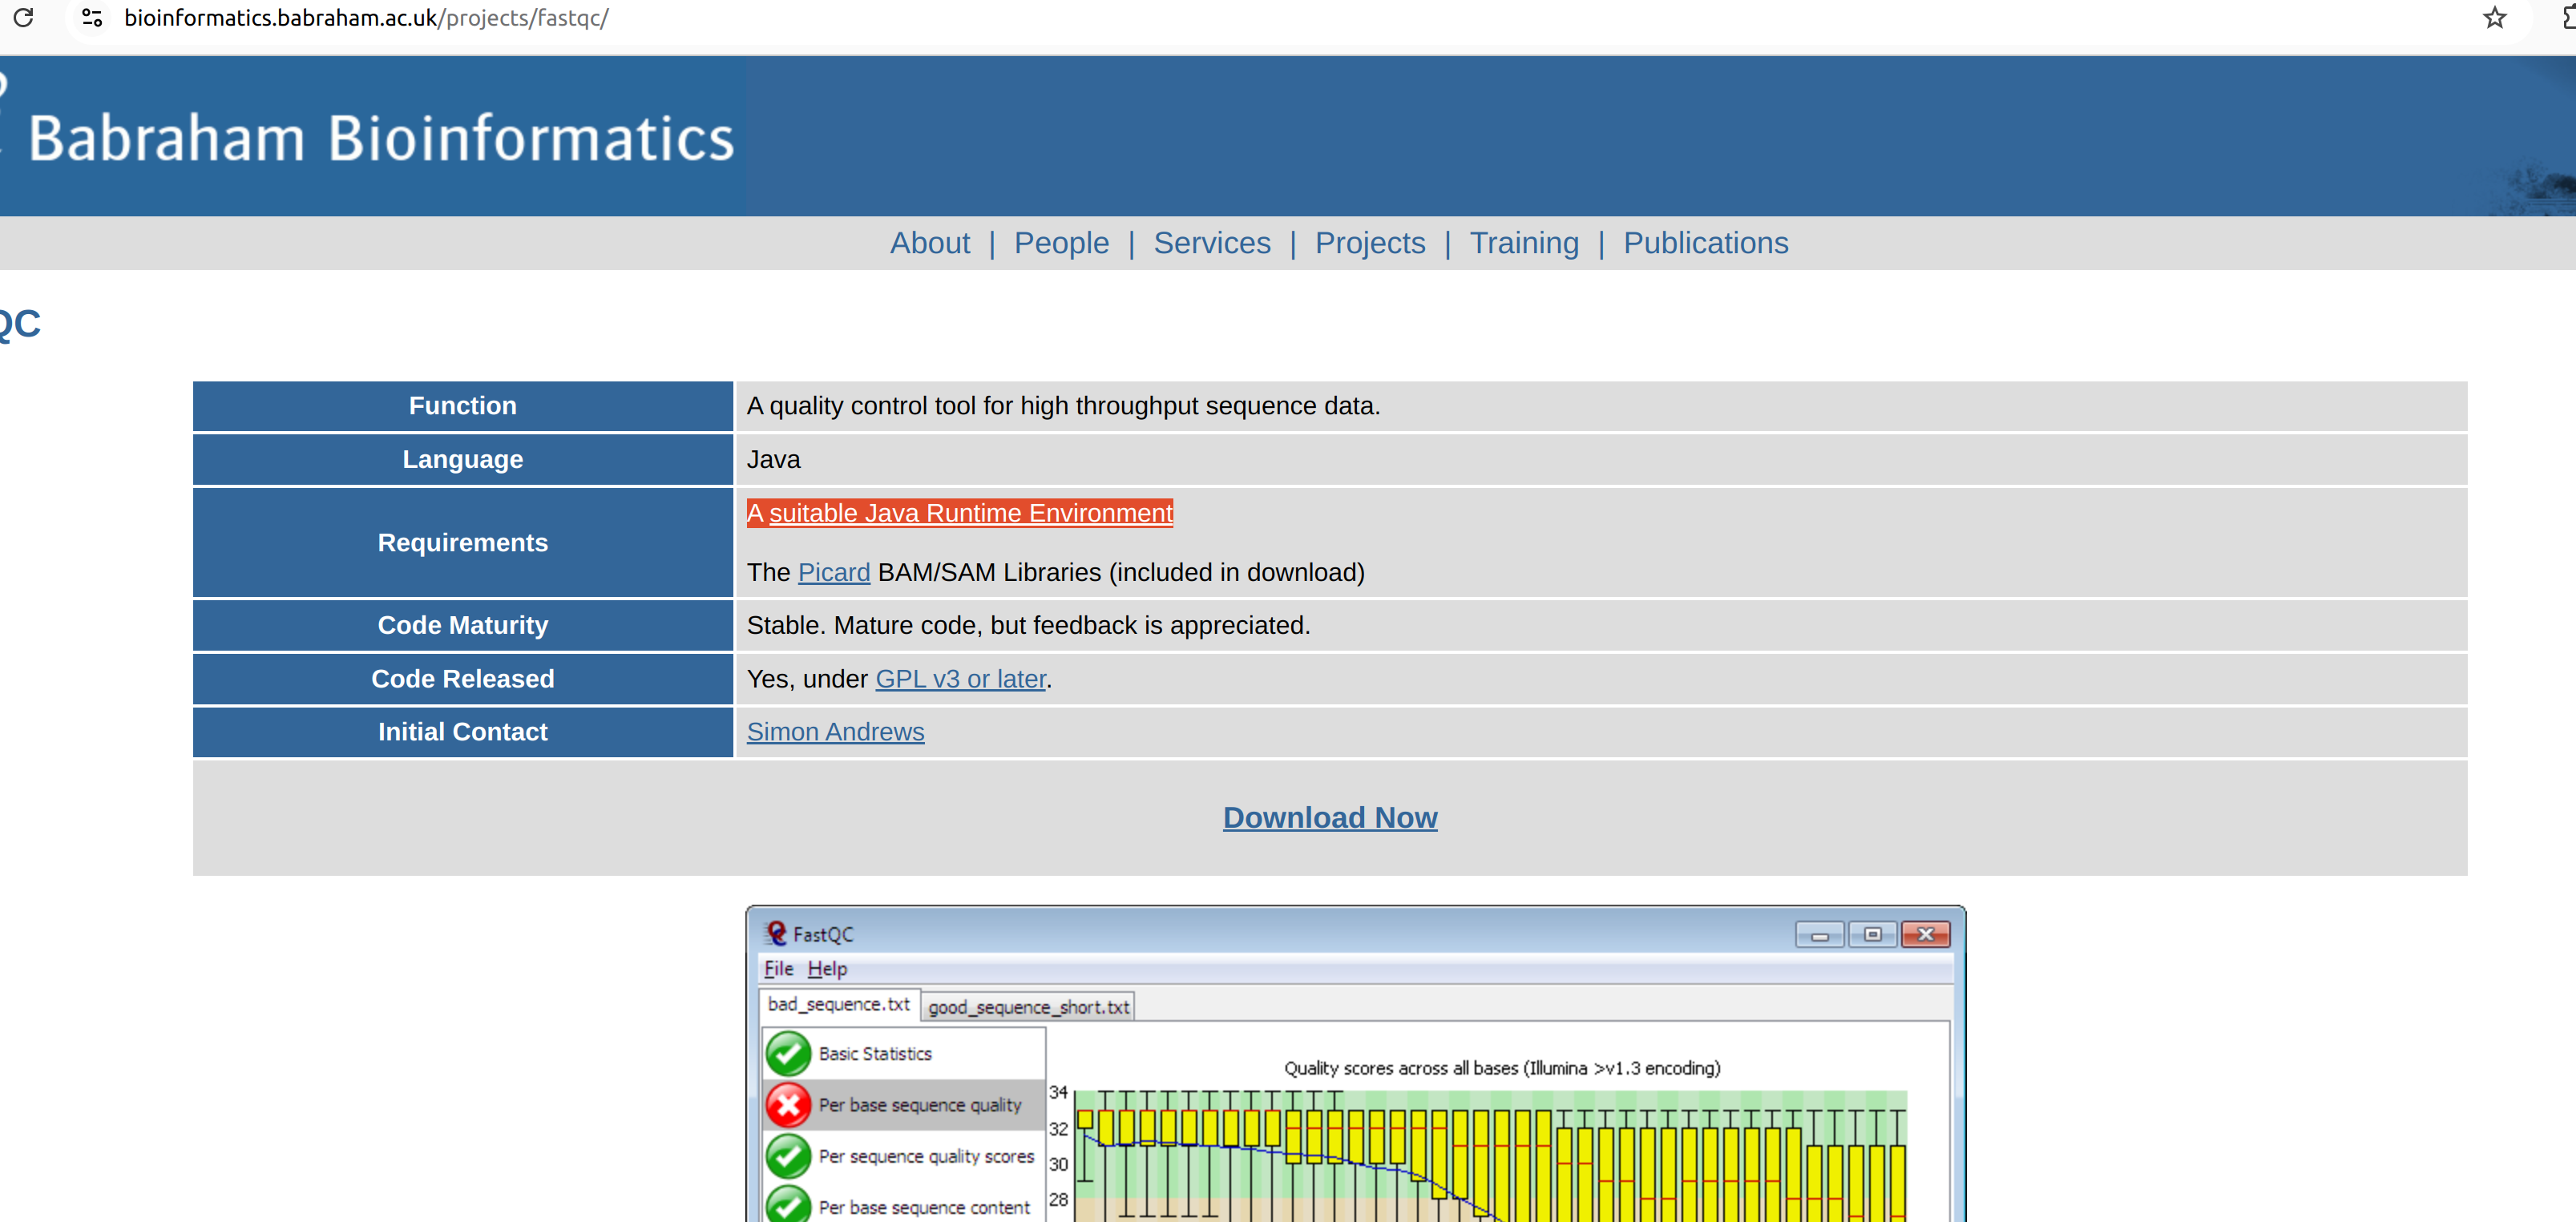 bioinformatics.babraham.ac.uk/projects/fastqc/
Babraham Bioinformatics
About | People | Services | Projects | Training | Publications
QC
Function A quality control tool for high throughput sequence data.
Language Java
Requirements A suitable Java Runtime Environment
The Picard BAM/SAM Libraries (included in download)
Code Maturity Stable. Mature code, but feedback is appreciated.
Code Released Yes, under GPL v3 or later.
Initial Contact Simon Andrews
Download Now
FastQC
File Help
bad_sequence.txt good_sequence_short.txt
Basic Statistics
Quality scores across all bases (Illumina >v1.3 encoding)
Per base sequence quality
Per sequence quality scores
Per base sequence content
34
32
30
28